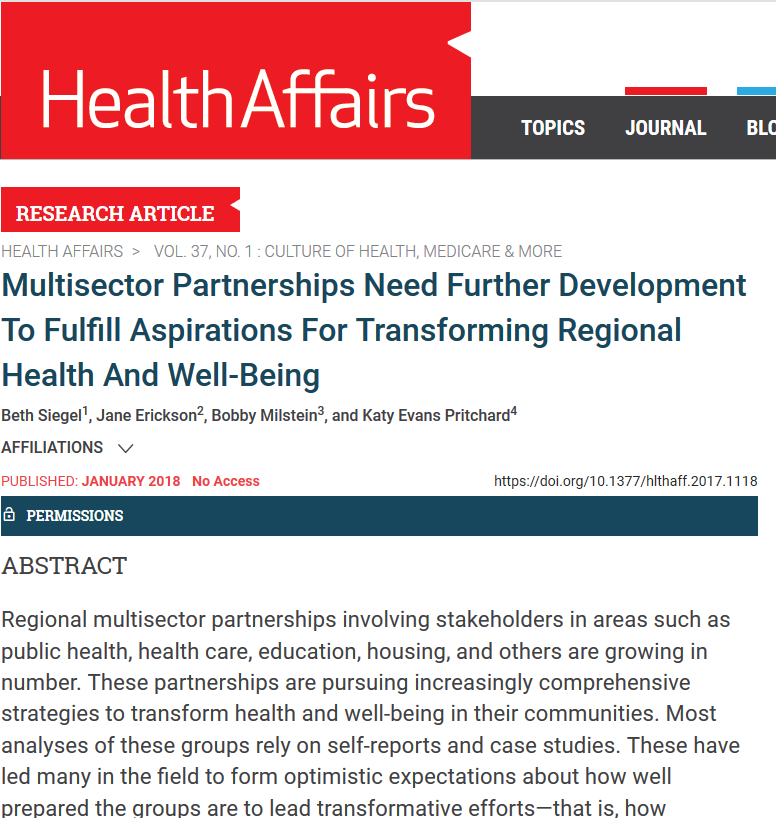 HealthAffairs
TOPICS JOURNAL BLO
RESEARCH ARTICLE
HEALTH AFFAIRS > VOL. 37, NO. 1 : CULTURE OF HEALTH, MEDICARE & MORE
Multisector Partnerships Need Further Development
To Fulfill Aspirations For Transforming Regional
Health And Well-Being
Beth Siegel1, Jane Erickson2, Bobby Milstein3, and Katy Evans Pritchard4
AFFILIATIONS
PUBLISHED: JANUARY 2018 No Access https://doi.org/10.1377/hlthaff.2017.1118
PERMISSIONS
ABSTRACT
Regional multisector partnerships involving stakeholders in areas such as
public health, health care, education, housing, and others are growing in
number. These partnerships are pursuing increasingly comprehensive
strategies to transform health and well-being in their communities. Most
analyses of these groups rely on self-reports and case studies. These have
led many in the field to form optimistic expectations about how well
prepared the groups are to lead transformative efforts—that is, how